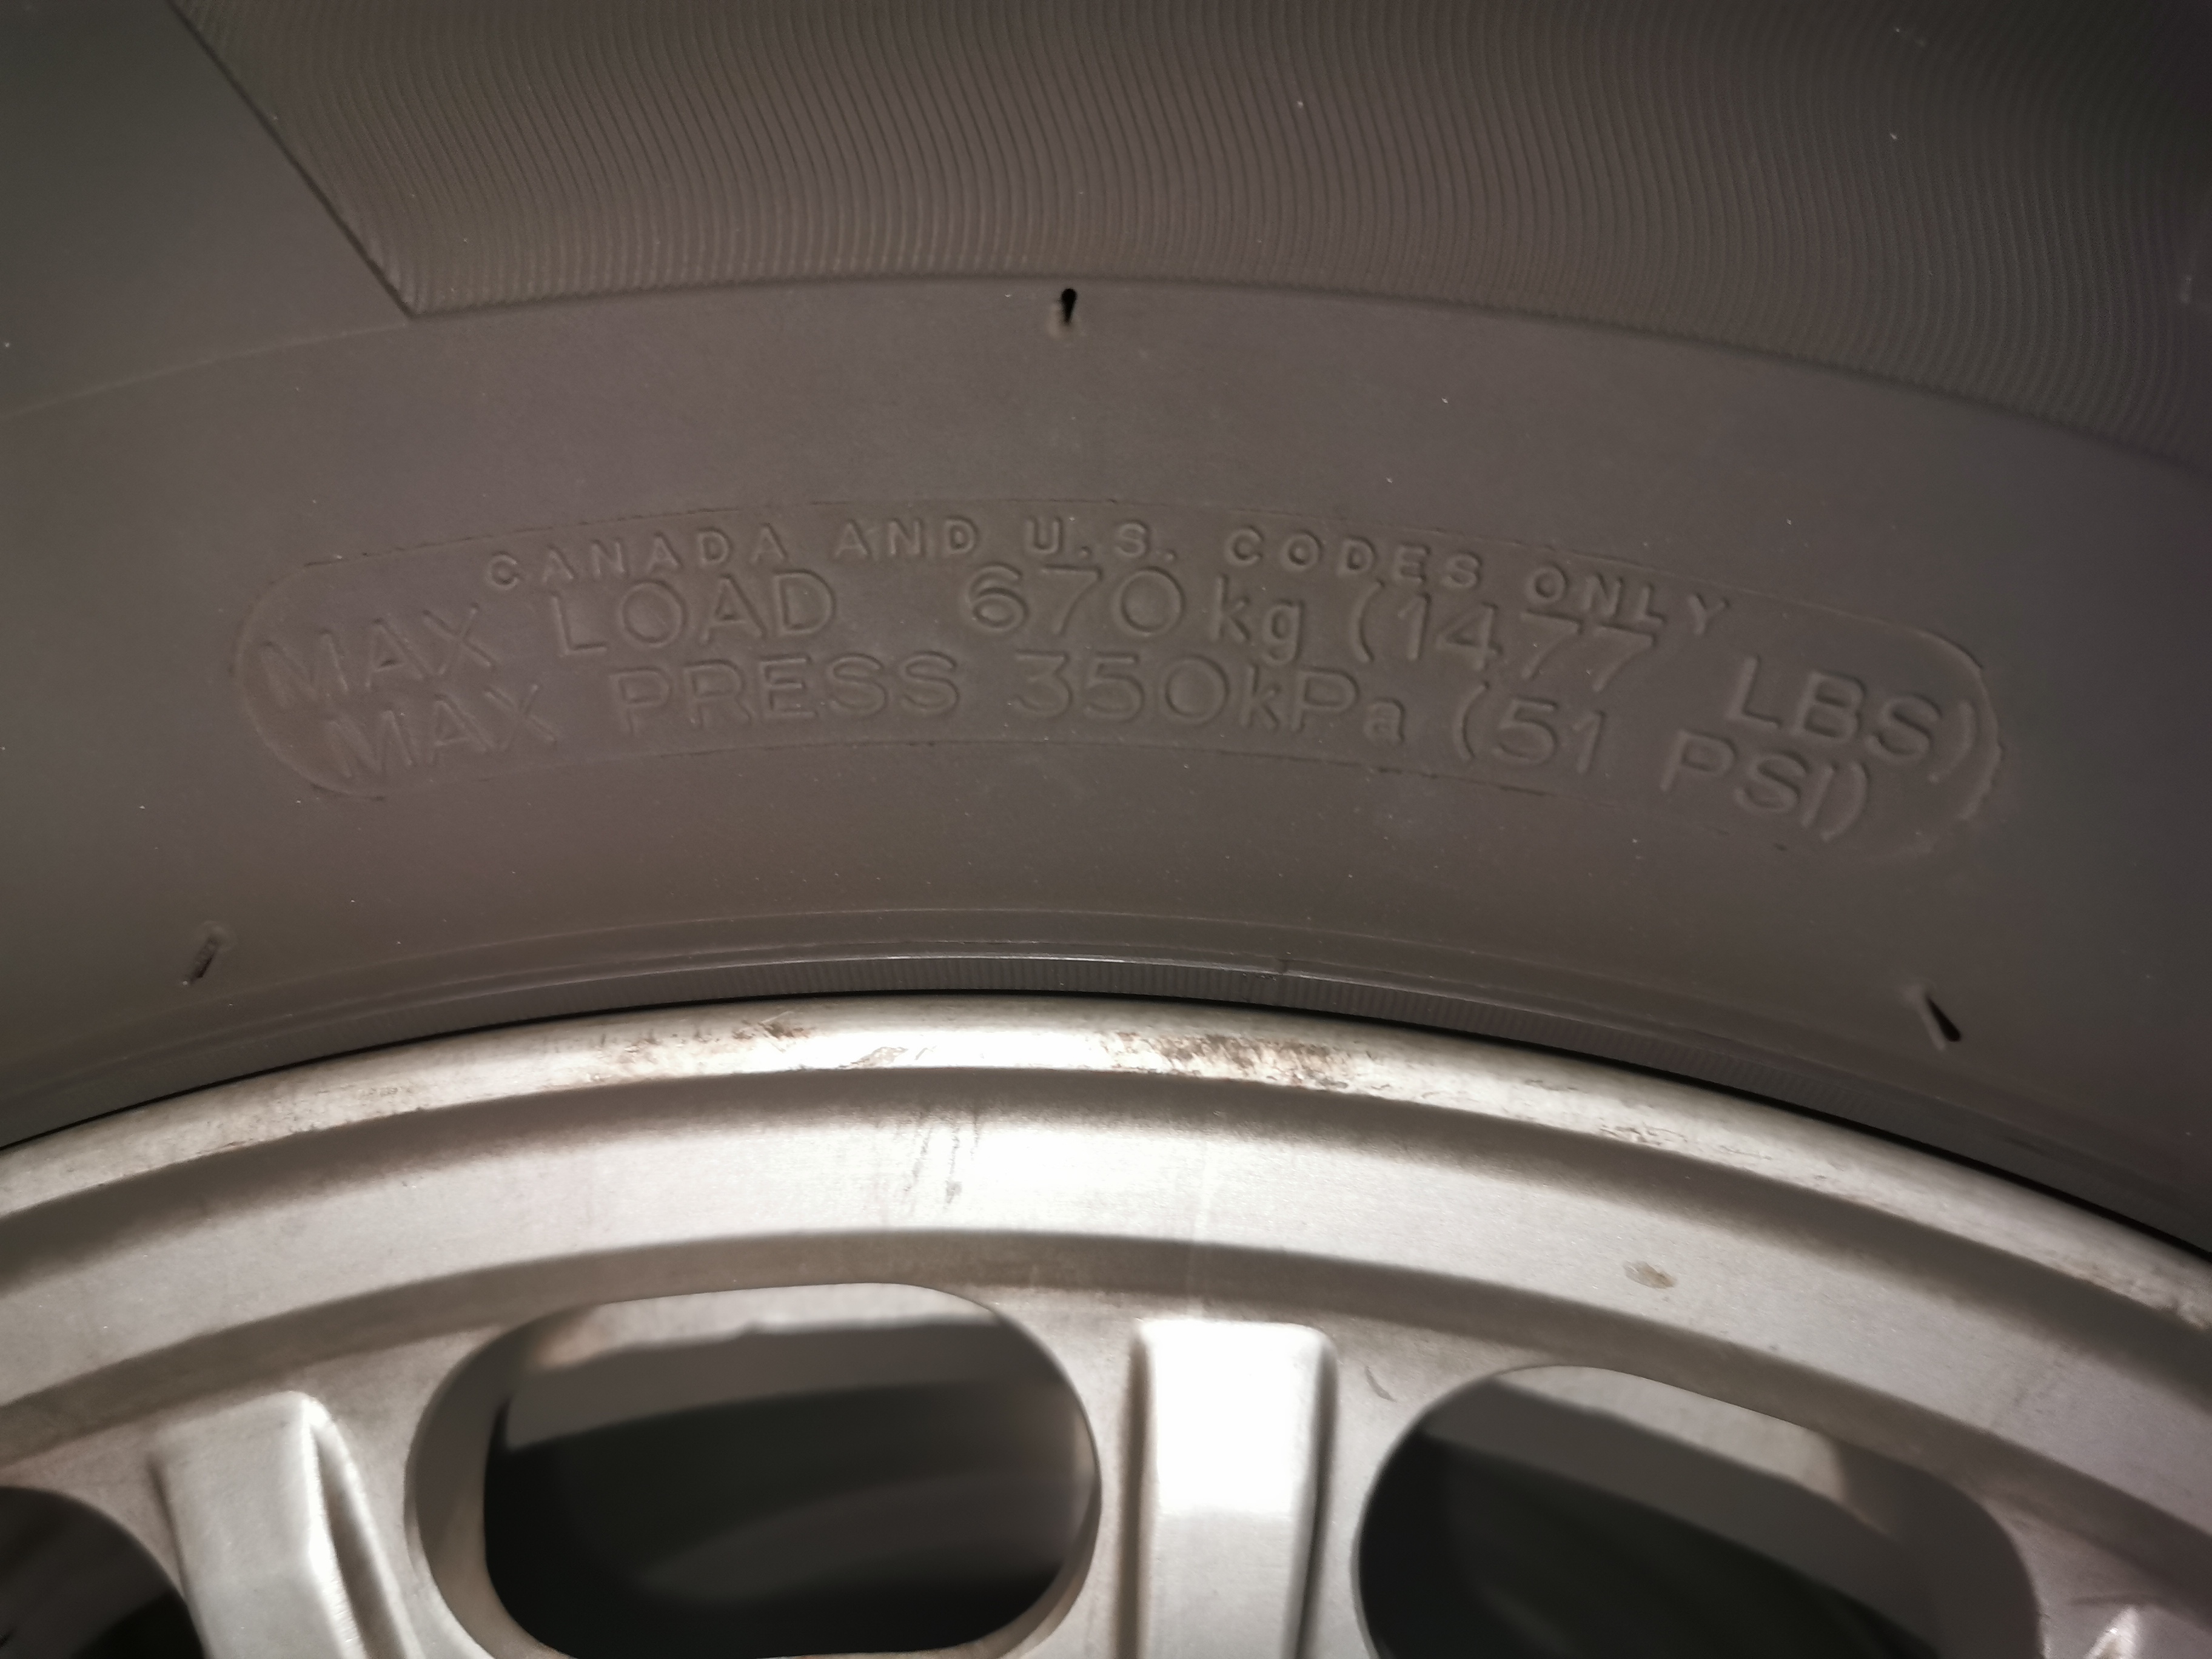 CANADA AND U.S. CODES ONLY
MAX LOAD 670kg (1477 LBS)
MAX PRESS 350kPa (51 PSI)